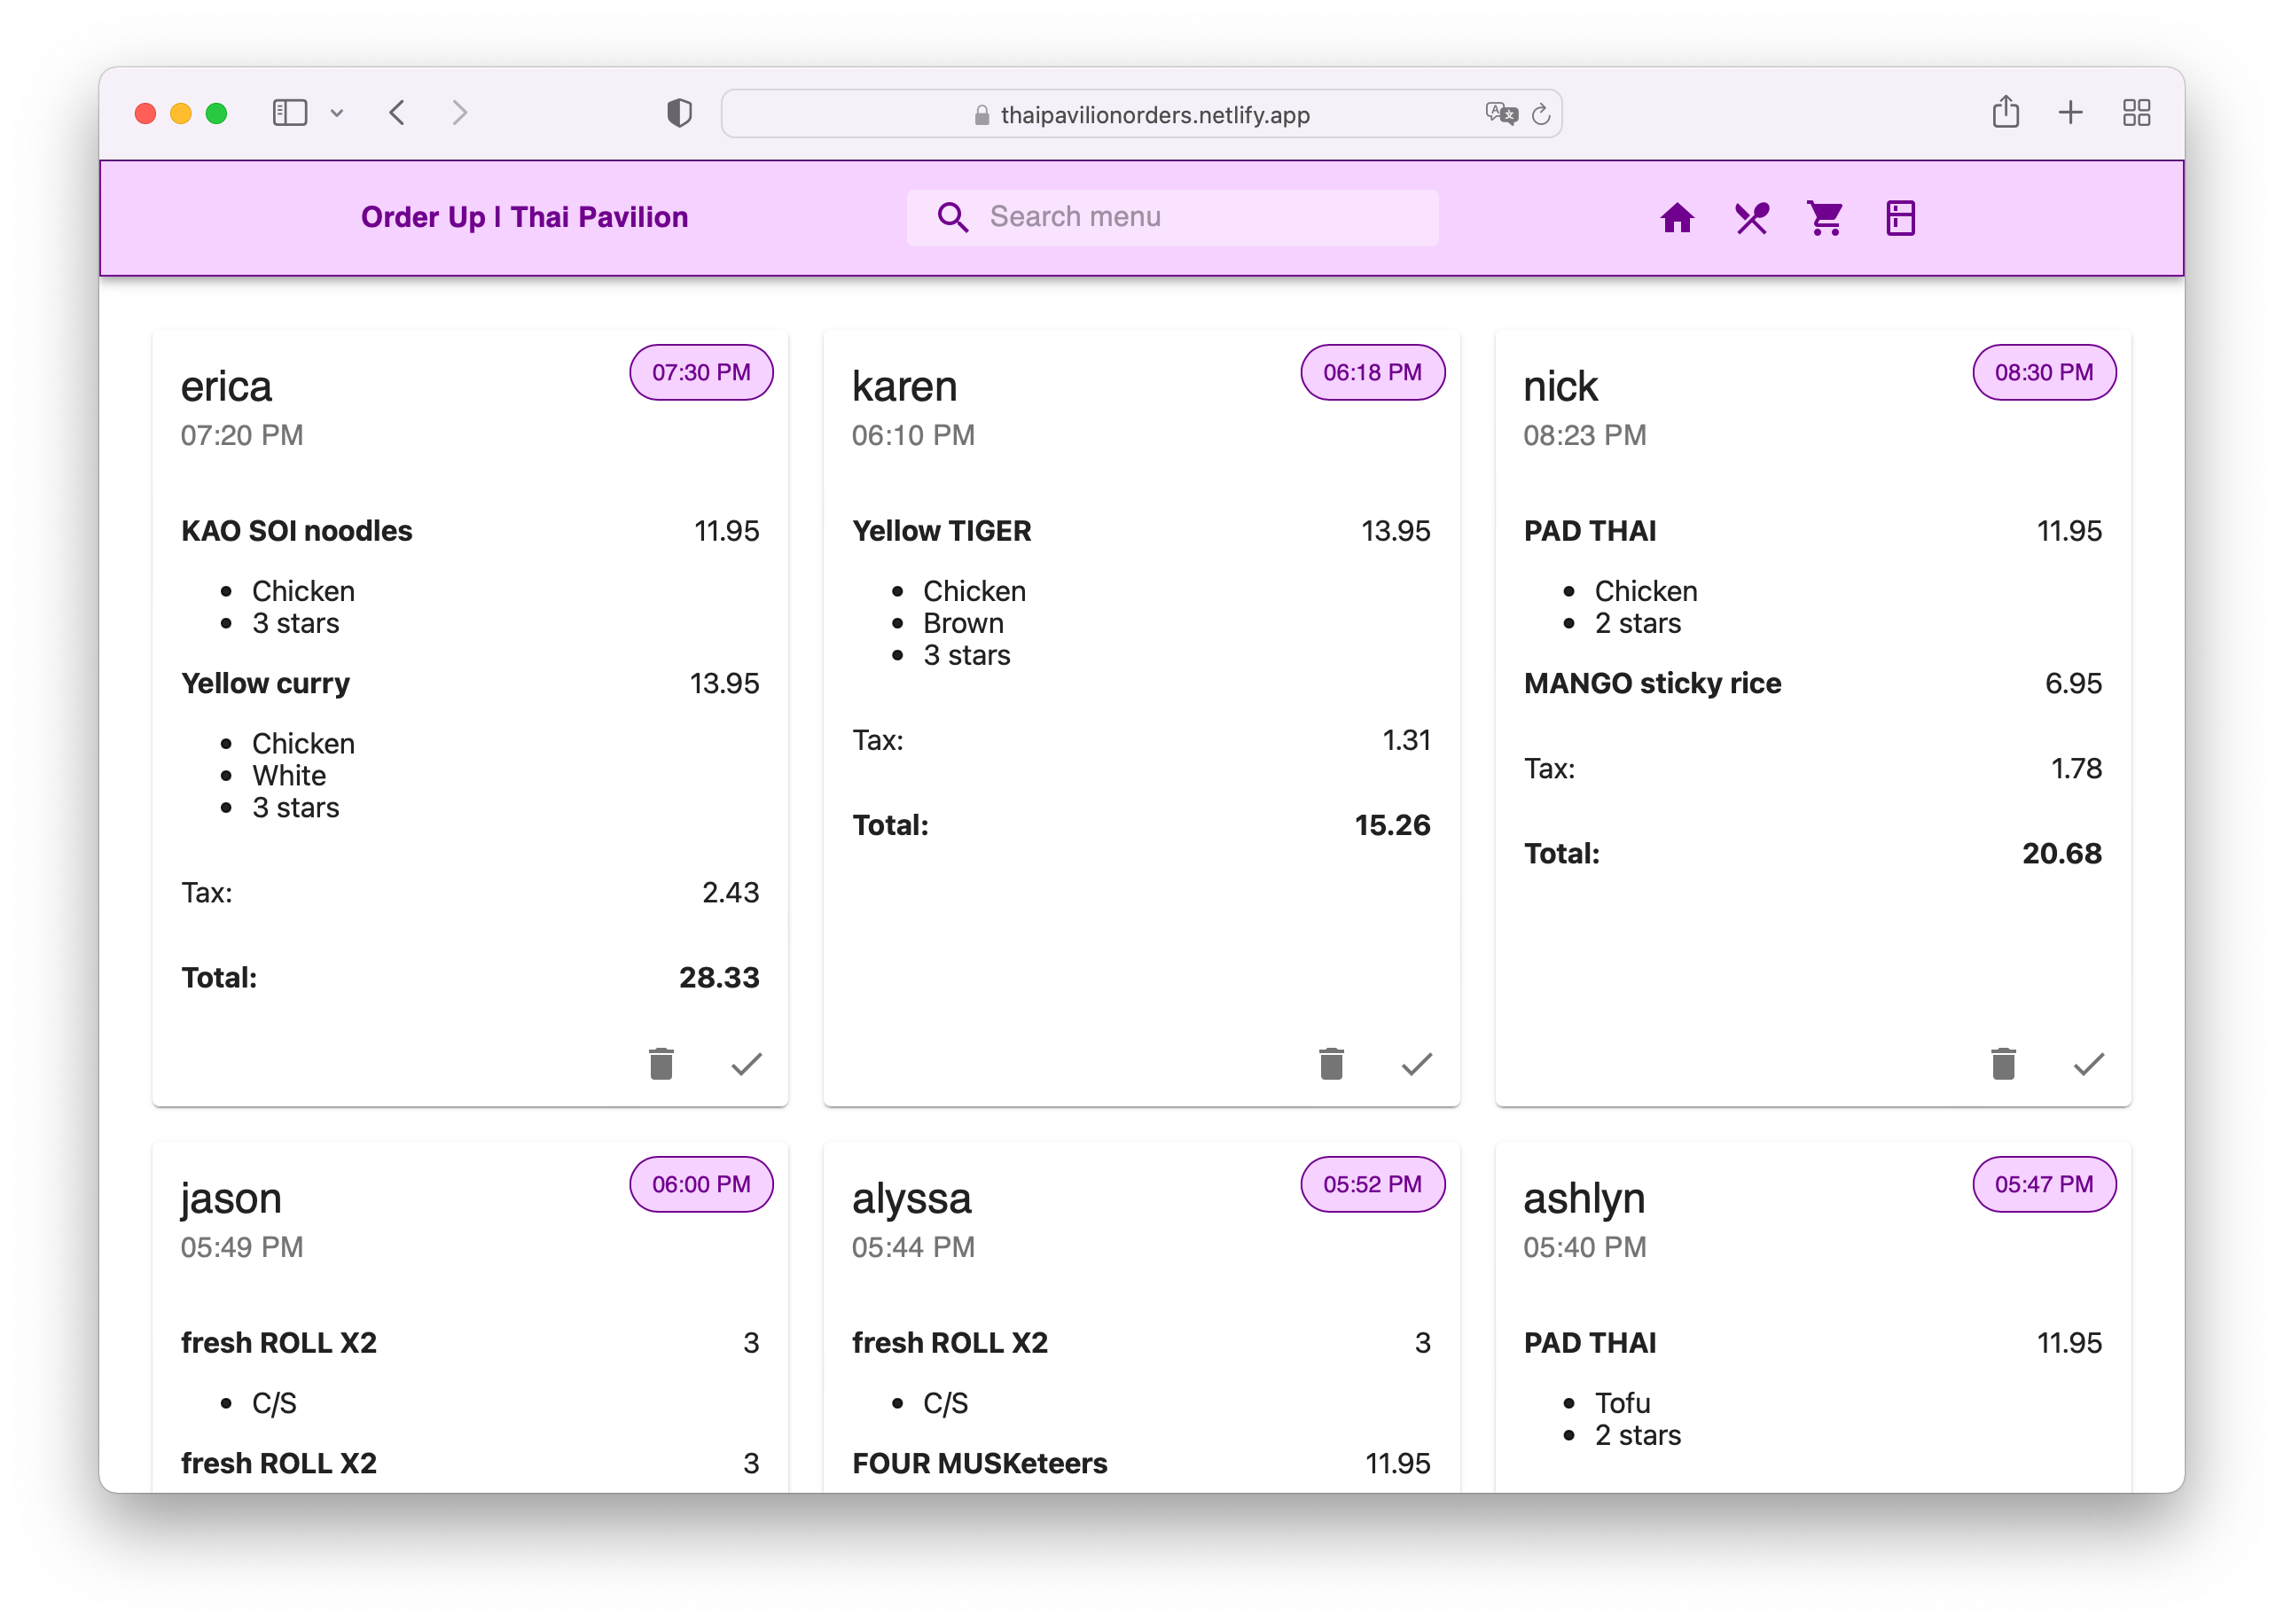 thaipavilionorders.netlify.app
Order Up | Thai Pavilion
Search menu
erica
07:30 PM
07:20 PM
KAO SOI noodles 11.95
• Chicken
• 3 stars
Yellow curry 13.95
• Chicken
• White
• 3 stars
Tax: 2.43
Total: 28.33
karen
06:18 PM
06:10 PM
Yellow TIGER 13.95
• Chicken
• Brown
• 3 stars
Tax: 1.31
Total: 15.26
nick
08:30 PM
08:23 PM
PAD THAI 11.95
• Chicken
• 2 stars
MANGO sticky rice 6.95
Tax: 1.78
Total: 20.68
jason
06:00 PM
05:49 PM
fresh ROLL X2 3
• C/S
fresh ROLL X2 3
alyssa
05:52 PM
05:44 PM
fresh ROLL X2 3
• C/S
FOUR MUSKeteers 11.95
ashlyn
05:47 PM
05:40 PM
PAD THAI 11.95
• Tofu
• 2 stars